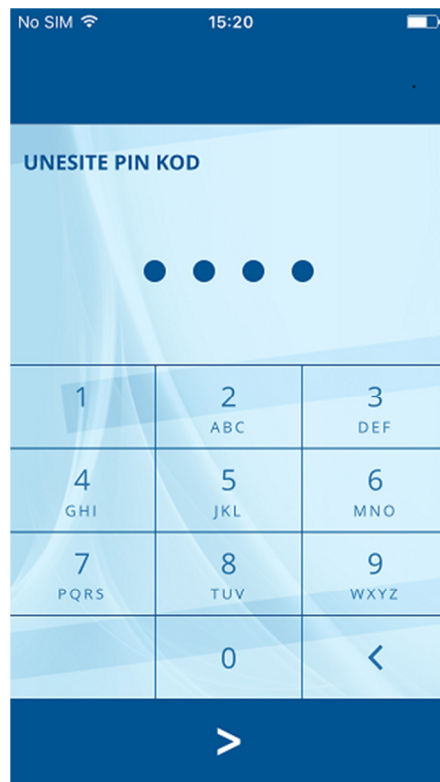 No SIM 15:20
UNESITE PIN KOD
1 2 3
ABC DEF
4 5 6
GHI JKL MNO
7 8 9
PQRS TUV WXYZ
0 <
>